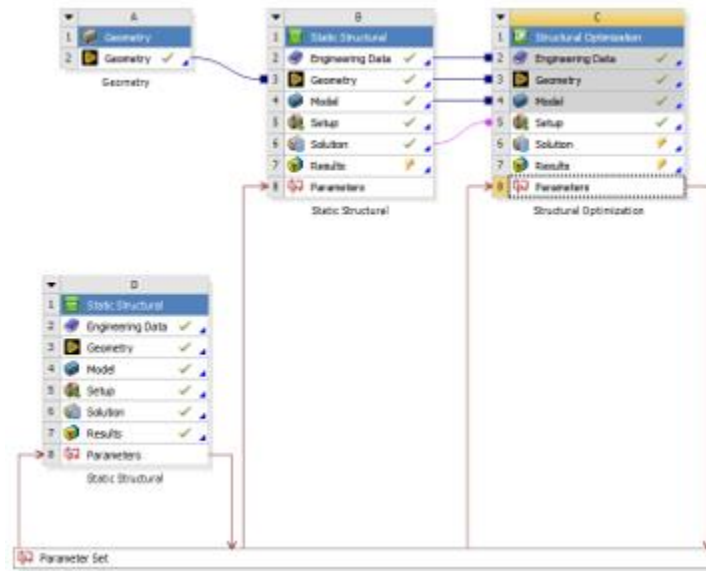 A
1 Geometry
2 Geometry
Geometry
B
1 Static Structural
2 Engineering Data
3 Geometry
4 Model
5 Setup
6 Solution
7 Results
8 Parameters
Static Structural
C
1 Structural Optimization
2 Engineering Data
3 Geometry
4 Model
5 Setup
6 Solution
7 Results
8 Parameters
Structural Optimization
D
1 Static Structural
2 Engineering Data
3 Geometry
4 Model
5 Setup
6 Solution
7 Results
8 Parameters
Static Structural
Parameter Set